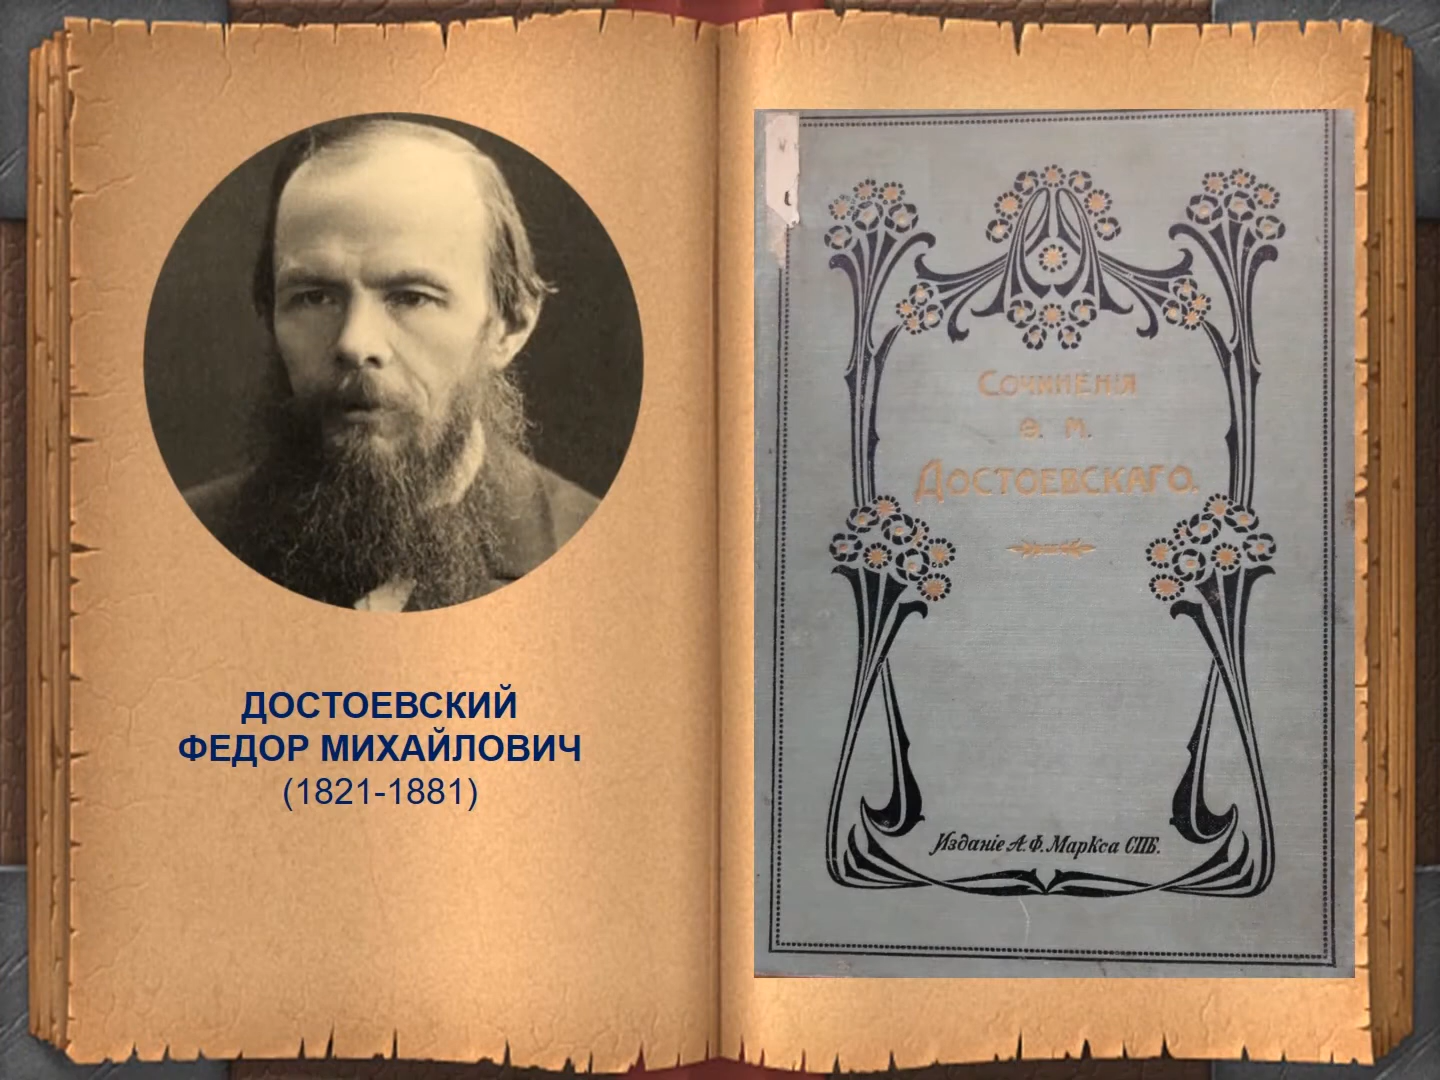 ДОСТОЕВСКИЙ
ФЕДОР МИХАЙЛОВИЧ
(1821-1881)
Сочиненія
Ѳ. М.
Достоевскаго.
Изданіе А. Ф. Маркса СПБ.